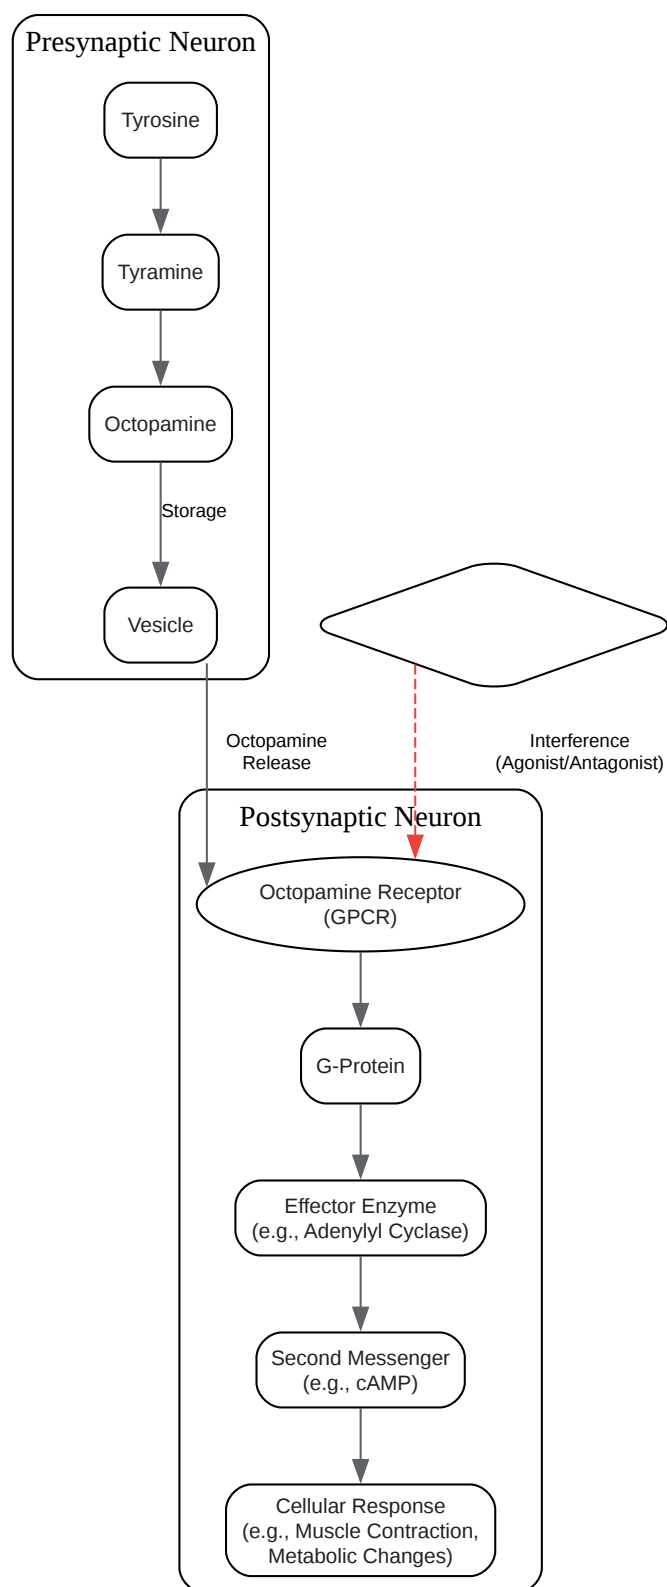 Presynaptic Neuron
Tyrosine
Tyramine
Octopamine
Storage
Vesicle
Octopamine
Release
Interference
(Agonist/Antagonist)
Postsynaptic Neuron
Octopamine Receptor
(GPCR)
G-Protein
Effector Enzyme
(e.g., Adenylyl Cyclase)
Second Messenger
(e.g., cAMP)
Cellular Response
(e.g., Muscle Contraction,
Metabolic Changes)